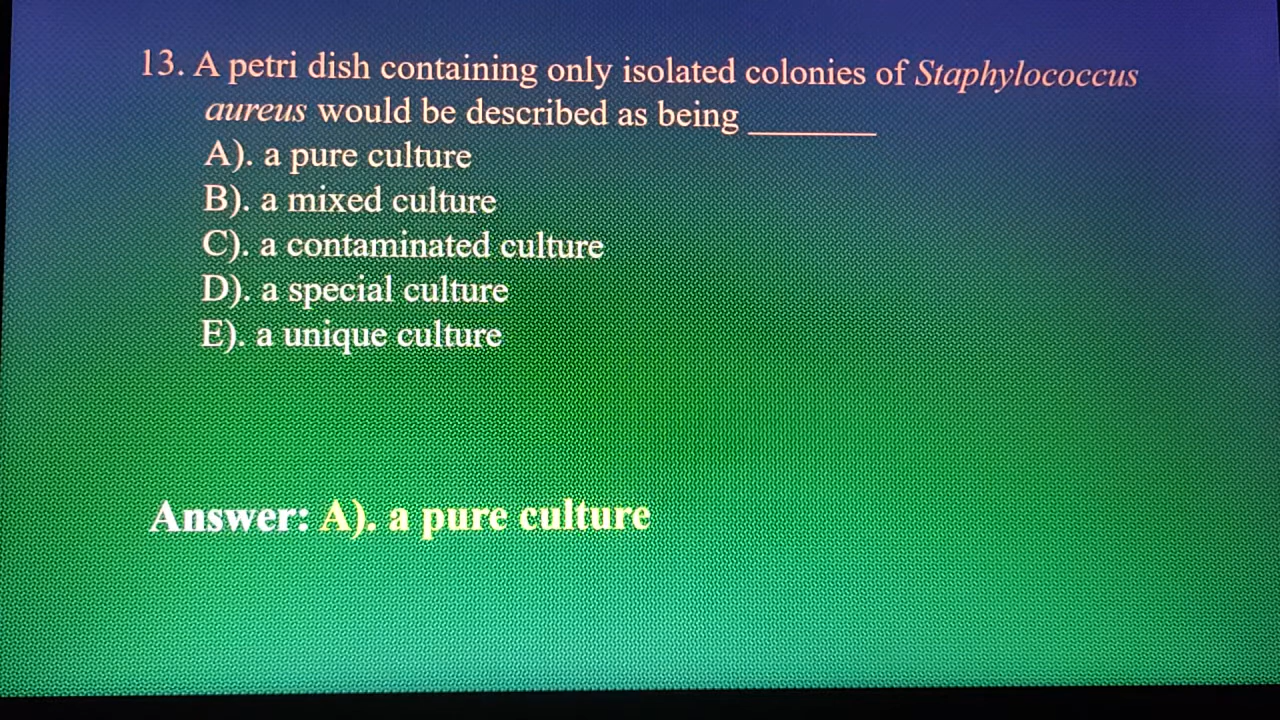 13. A petri dish containing only isolated colonies of Staphylococcus
aureus would be described as being _______
A). a pure culture
B). a mixed culture
C). a contaminated culture
D). a special culture
E). a unique culture
Answer: A). a pure culture